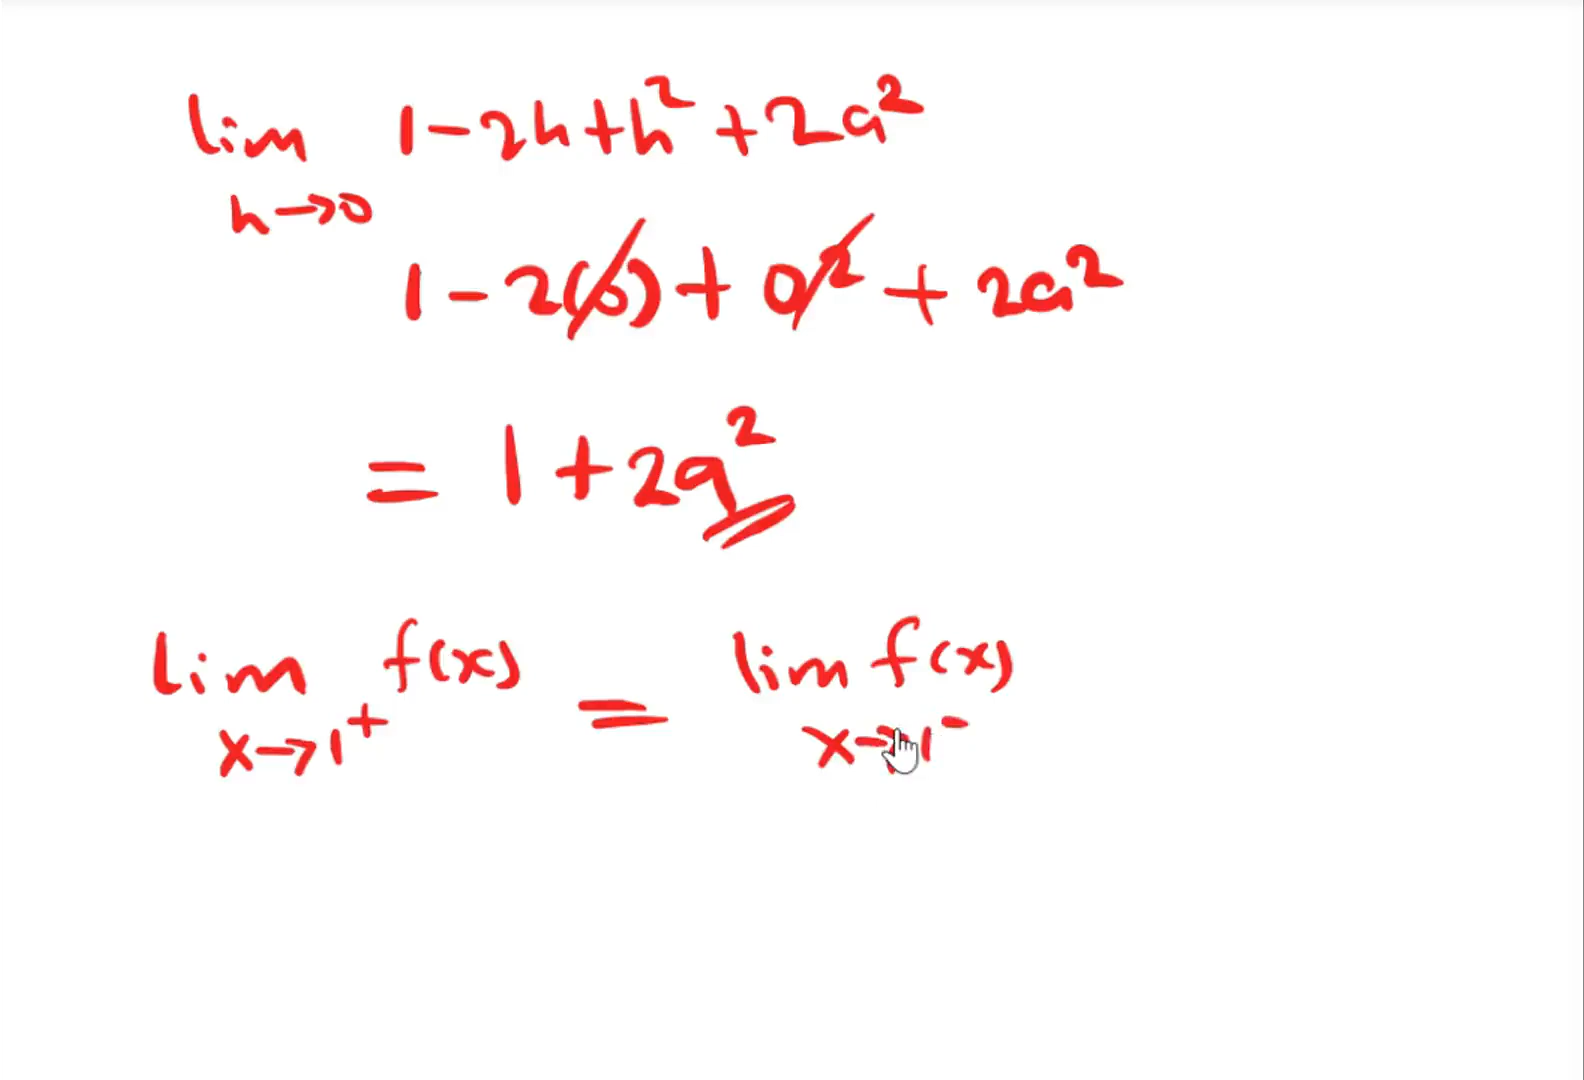 lim 1-2h+h²+2a²
h→0
1-2(0)+0²+2a²
= 1+2a²
lim f(x) = lim f(x)
x→1⁺ x→1⁻